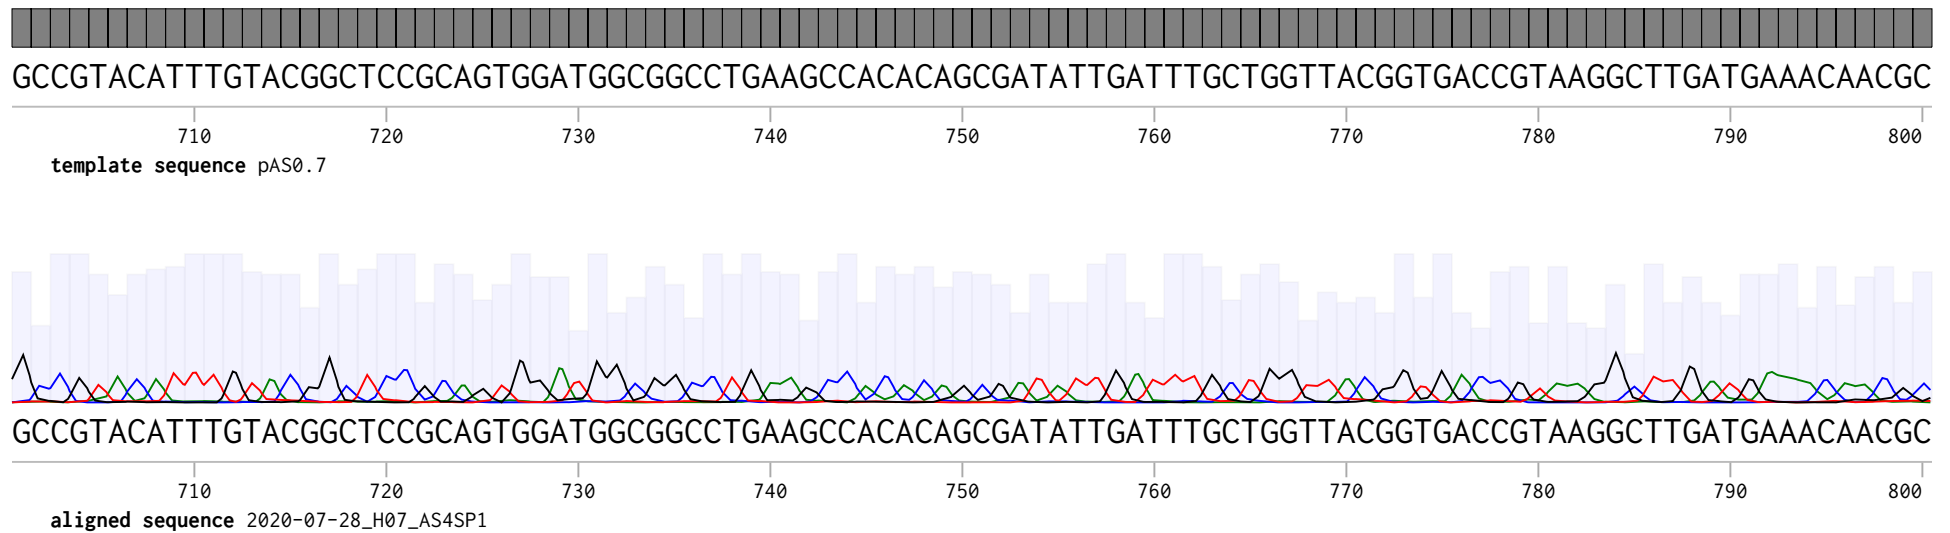 GCCGTACATTTGTACGGCTCCGCAGTGGATGGCGGCCTGAAGCCACACAGCGATATTGATTTGCTGGTTACGGTGACCGTAAGGCTTGATGAAACAACGC
710 720 730 740 750 760 770 780 790 800
template sequence pAS0.7
GCCGTACATTTGTACGGCTCCGCAGTGGATGGCGGCCTGAAGCCACACAGCGATATTGATTTGCTGGTTACGGTGACCGTAAGGCTTGATGAAACAACGC
710 720 730 740 750 760 770 780 790 800
aligned sequence 2020-07-28_H07_AS4SP1